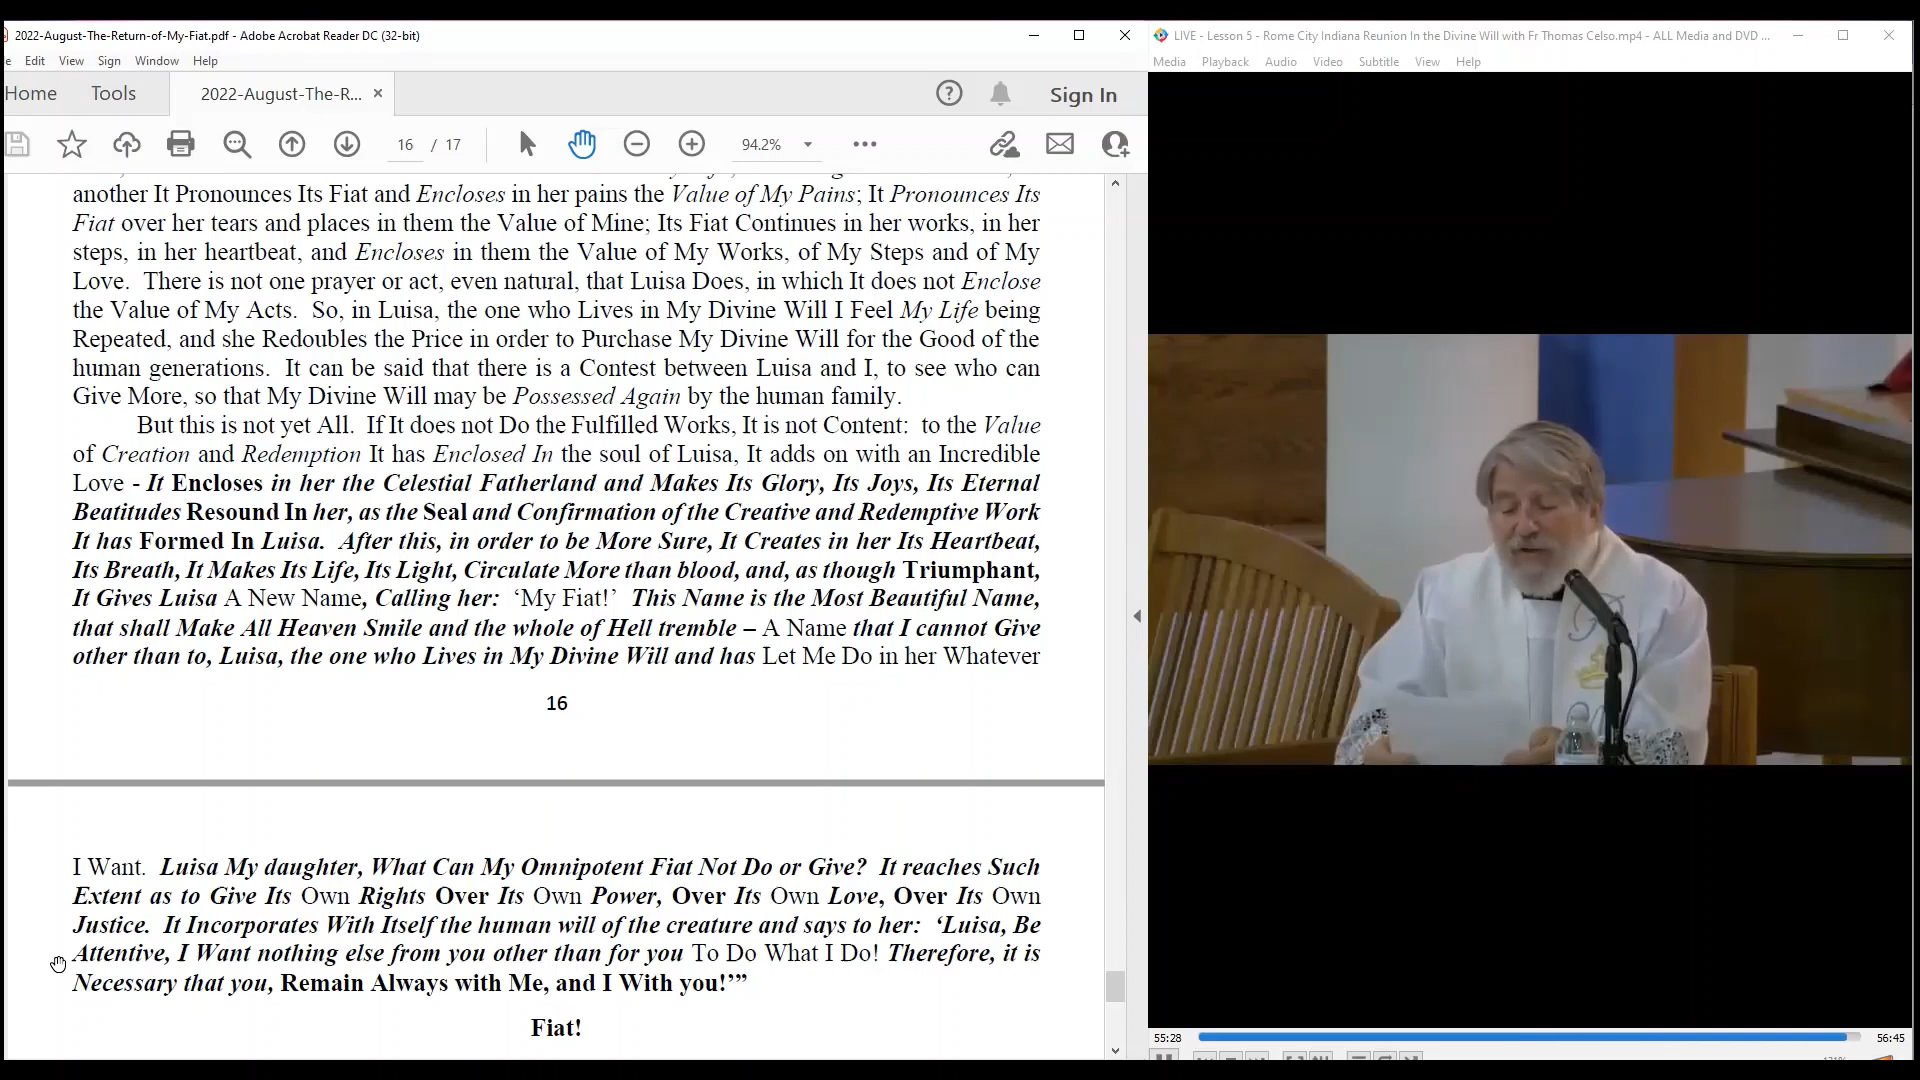 2022-August-The-Return-of-My-Fiat.pdf - Adobe Acrobat Reader DC (32-bit)
e Edit View Sign Window Help
Home Tools 2022-August-The-R... Sign In
16 / 17 94.2%
another It Pronounces Its Fiat and Encloses in her pains the Value of My Pains; It Pronounces Its
Fiat over her tears and places in them the Value of Mine; Its Fiat Continues in her works, in her
steps, in her heartbeat, and Encloses in them the Value of My Works, of My Steps and of My
Love. There is not one prayer or act, even natural, that Luisa Does, in which It does not Enclose
the Value of My Acts. So, in Luisa, the one who Lives in My Divine Will I Feel My Life being
Repeated, and she Redoubles the Price in order to Purchase My Divine Will for the Good of the
human generations. It can be said that there is a Contest between Luisa and I, to see who can
Give More, so that My Divine Will may be Possessed Again by the human family.
But this is not yet All. If It does not Do the Fulfilled Works, It is not Content: to the Value
of Creation and Redemption It has Enclosed In the soul of Luisa, It adds on with an Incredible
Love - It Encloses in her the Celestial Fatherland and Makes Its Glory, Its Joys, Its Eternal
Beatitudes Resound In her, as the Seal and Confirmation of the Creative and Redemptive Work
It has Formed In Luisa. After this, in order to be More Sure, It Creates in her Its Heartbeat,
Its Breath, It Makes Its Life, Its Light, Circulate More than blood, and, as though Triumphant,
It Gives Luisa A New Name, Calling her: ‘My Fiat!’ This Name is the Most Beautiful Name,
that shall Make All Heaven Smile and the whole of Hell tremble – A Name that I cannot Give
other than to, Luisa, the one who Lives in My Divine Will and has Let Me Do in her Whatever
16
I Want. Luisa My daughter, What Can My Omnipotent Fiat Not Do or Give? It reaches Such
Extent as to Give Its Own Rights Over Its Own Power, Over Its Own Love, Over Its Own
Justice. It Incorporates With Itself the human will of the creature and says to her: ‘Luisa, Be
Attentive, I Want nothing else from you other than for you To Do What I Do! Therefore, it is
Necessary that you, Remain Always with Me, and I With you!’”
Fiat!
LIVE - Lesson 5 - Rome City Indiana Reunion In the Divine Will with Fr Thomas Celso.mp4 - ALL Media and DVD ...
Media Playback Audio Video Subtitle View Help
55:28 56:45